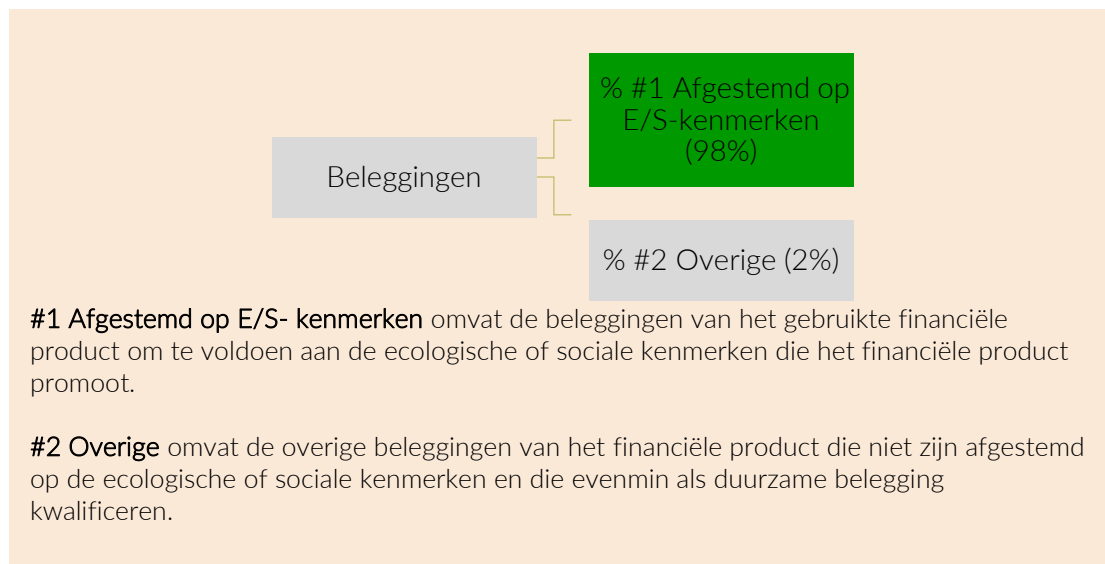 % #1 Afgestemd op
E/S-kenmerken
(98%)
Beleggingen
% #2 Overige (2%)
#1 Afgestemd op E/S- kenmerken omvat de beleggingen van het gebruikte financiële
product om te voldoen aan de ecologische of sociale kenmerken die het financiële product
promoot.
#2 Overige omvat de overige beleggingen van het financiële product die niet zijn afgestemd
op de ecologische of sociale kenmerken en die evenmin als duurzame belegging
kwalificeren.